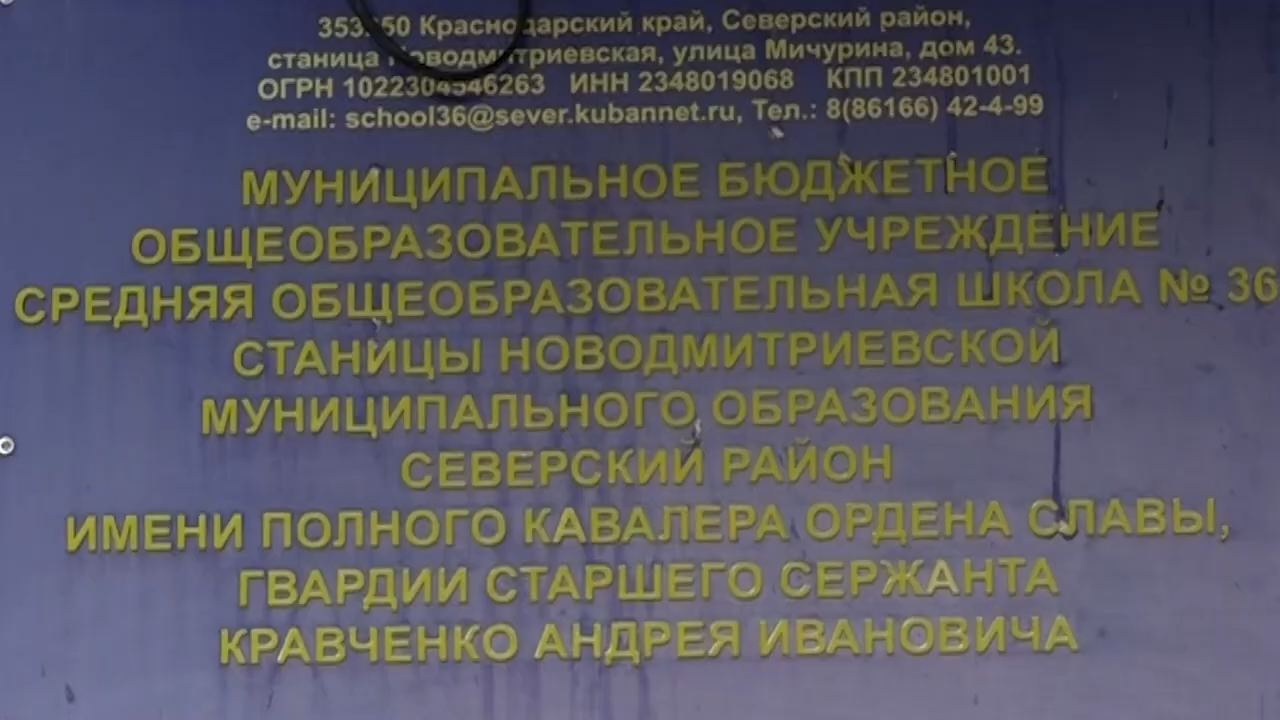 Краснодарский край, Северский район,
станица Новодмитриевская, улица Мичурина, дом 43.
ОГРН 1022304546263 ИНН 2348019068 КПП 234801001
e-mail: school36@sever.kubannet.ru, Тел.: 8(86166) 42-4-99
МУНИЦИПАЛЬНОЕ БЮДЖЕТНОЕ
ОБЩЕОБРАЗОВАТЕЛЬНОЕ УЧРЕЖДЕНИЕ
СРЕДНЯЯ ОБЩЕОБРАЗОВАТЕЛЬНАЯ ШКОЛА № 36
СТАНИЦЫ НОВОДМИТРИЕВСКОЙ
МУНИЦИПАЛЬНОГО ОБРАЗОВАНИЯ
СЕВЕРСКИЙ РАЙОН
ИМЕНИ ПОЛНОГО КАВАЛЕРА ОРДЕНА СЛАВЫ,
ГВАРДИИ СТАРШЕГО СЕРЖАНТА
КРАВЧЕНКО АНДРЕЯ ИВАНОВИЧА